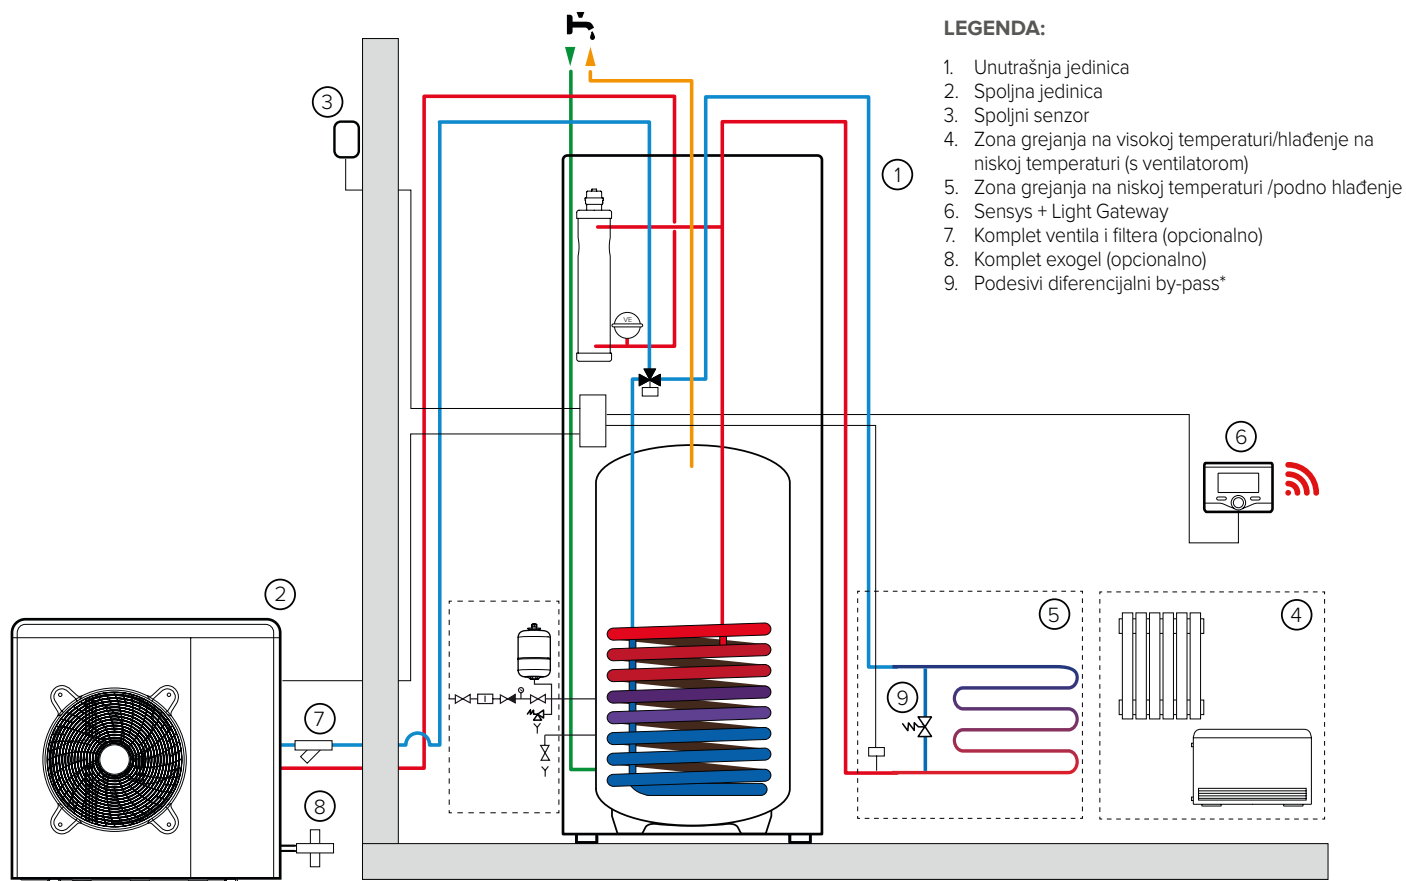 LEGENDA:
1. Unutrašnja jedinica
2. Spoljna jedinica
3. Spoljni senzor
4. Zona grejanja na visokoj temperaturi/hlađenje na
niskoj temperaturi (s ventilatorom)
5. Zona grejanja na niskoj temperaturi /podno hlađenje
6. Sensys + Light Gateway
7. Komplet ventila i filtera (opcionalno)
8. Komplet exogel (opcionalno)
9. Podesivi diferencijalni by-pass*
3
1
VE
6
2
5
4
9
7
8